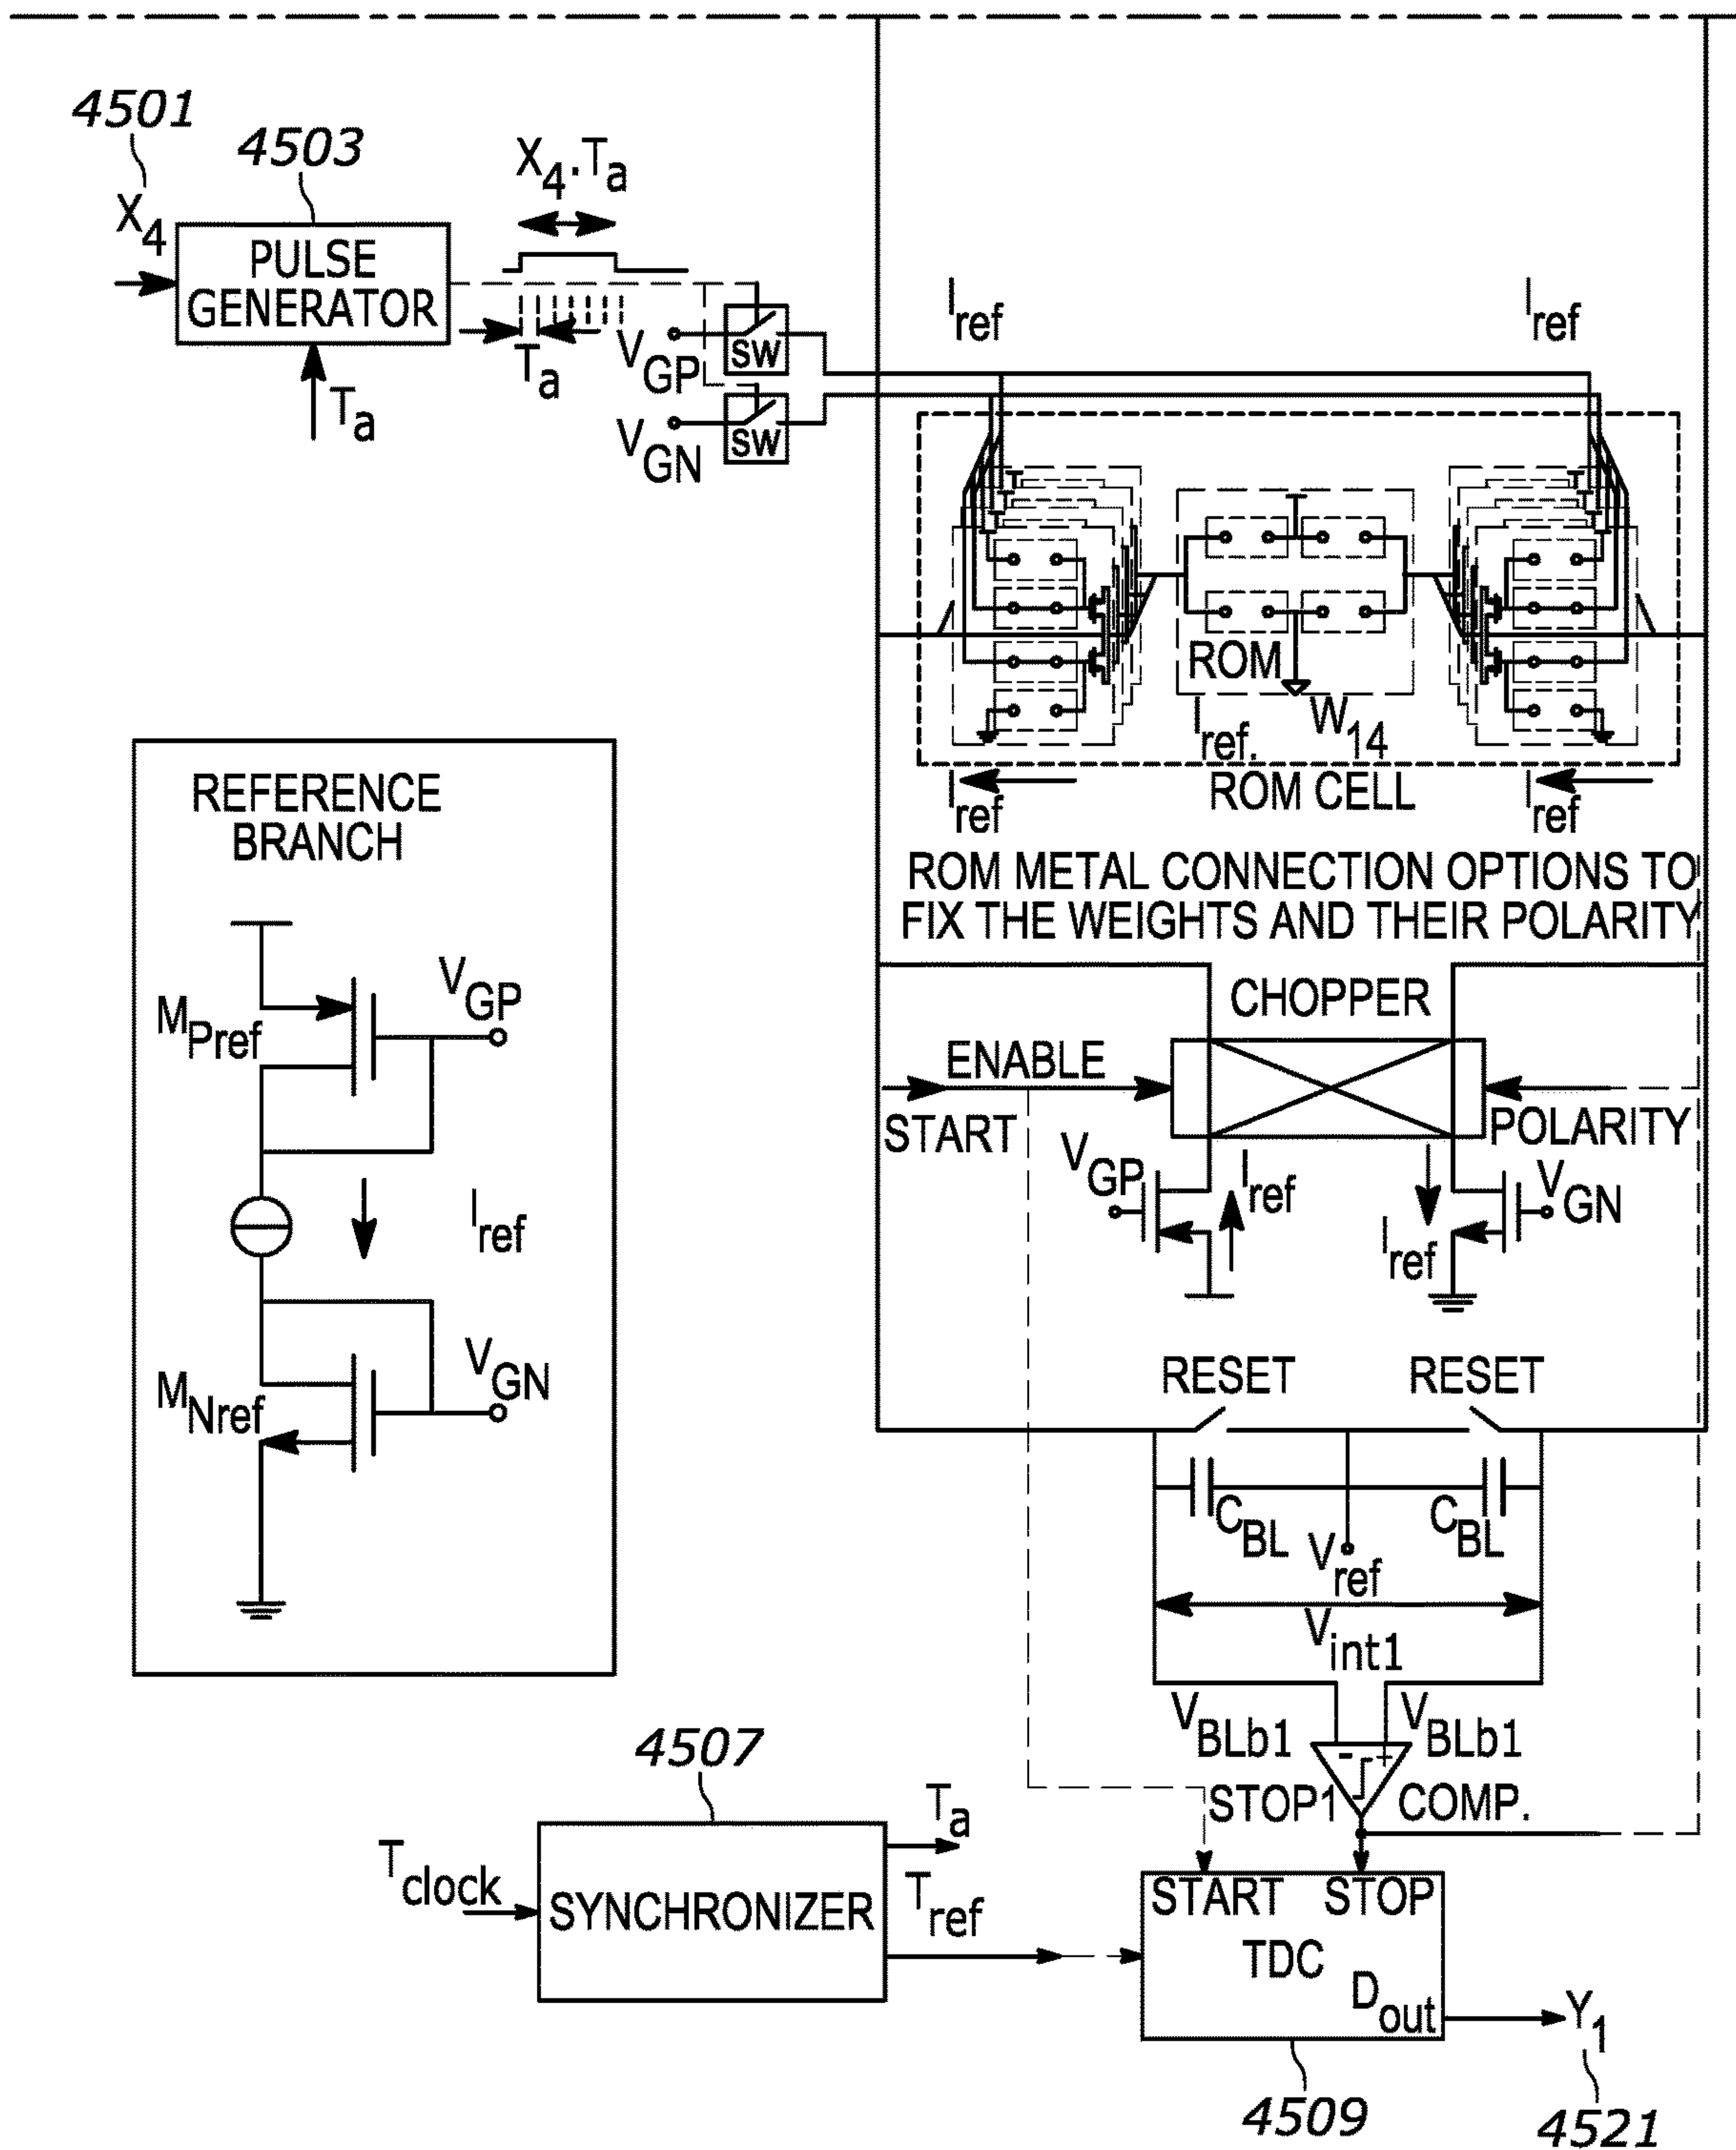 4501
4503
X4
X4.Ta
PULSE
GENERATOR
Ta
Ta
VGP
SW
VGN
SW
Iref
Iref
ROM
Iref.
W14
Iref
ROM CELL
Iref
ROM METAL CONNECTION OPTIONS TO
FIX THE WEIGHTS AND THEIR POLARITY
REFERENCE
BRANCH
MPref
VGP
Iref
MNref
VGN
CHOPPER
ENABLE
START
POLARITY
VGP
Iref
Iref
VGN
RESET
RESET
CBL
CBL
Vref
Vint1
VBLb1
VBLb1
- +
STOP1
COMP.
4507
Tclock
SYNCHRONIZER
Ta
Tref
START STOP
TDC
Dout
Y1
4509
4521